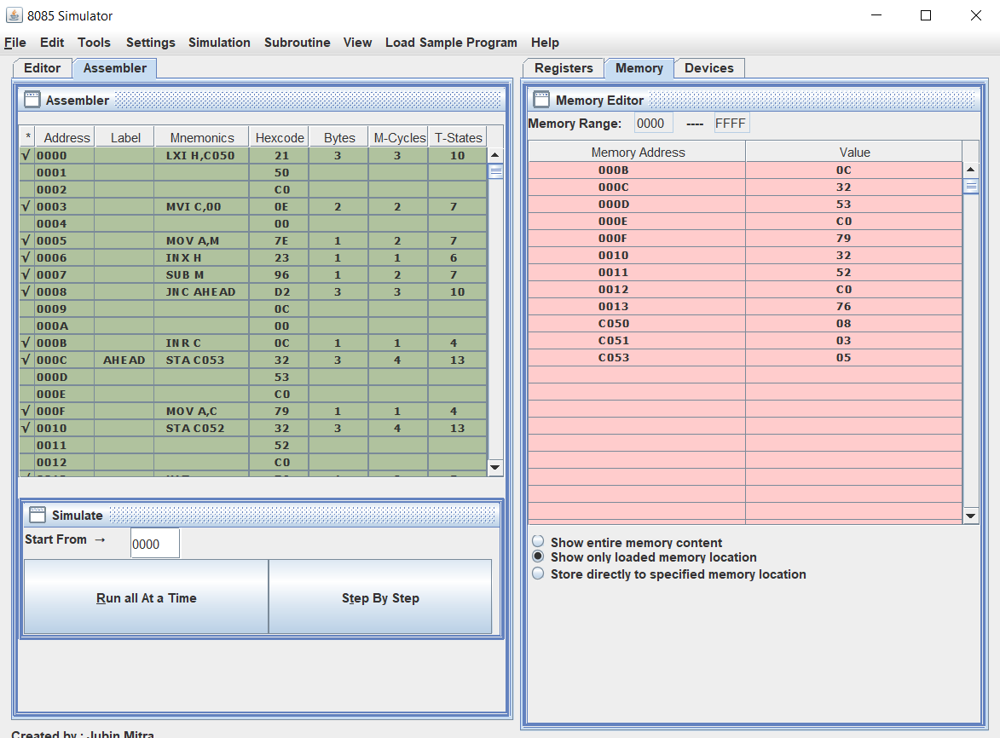 8085 Simulator
File Edit Tools Settings Simulation Subroutine View Load Sample Program Help
Editor Assembler
Assembler
* Address Label Mnemonics Hexcode Bytes M-Cycles T-States
√ 0000 LXI H,C050 21 3 3 10
0001 50
0002 C0
√ 0003 MVI C,00 0E 2 2 7
0004 00
√ 0005 MOV A,M 7E 1 2 7
√ 0006 INX H 23 1 1 6
√ 0007 SUB M 96 1 2 7
√ 0008 JNC AHEAD D2 3 3 10
0009 0C
000A 00
√ 000B INR C 0C 1 1 4
√ 000C AHEAD STA C053 32 3 4 13
000D 53
000E C0
√ 000F MOV A,C 79 1 1 4
√ 0010 STA C052 32 3 4 13
0011 52
0012 C0
Simulate
Start From → 0000
Run all At a Time Step By Step
Created by : Jubin Mitra
Registers Memory Devices
Memory Editor
Memory Range: 0000 ---- FFFF
Memory Address Value
000B 0C
000C 32
000D 53
000E C0
000F 79
0010 32
0011 52
0012 C0
0013 76
C050 08
C051 03
C053 05
Show entire memory content
Show only loaded memory location
Store directly to specified memory location